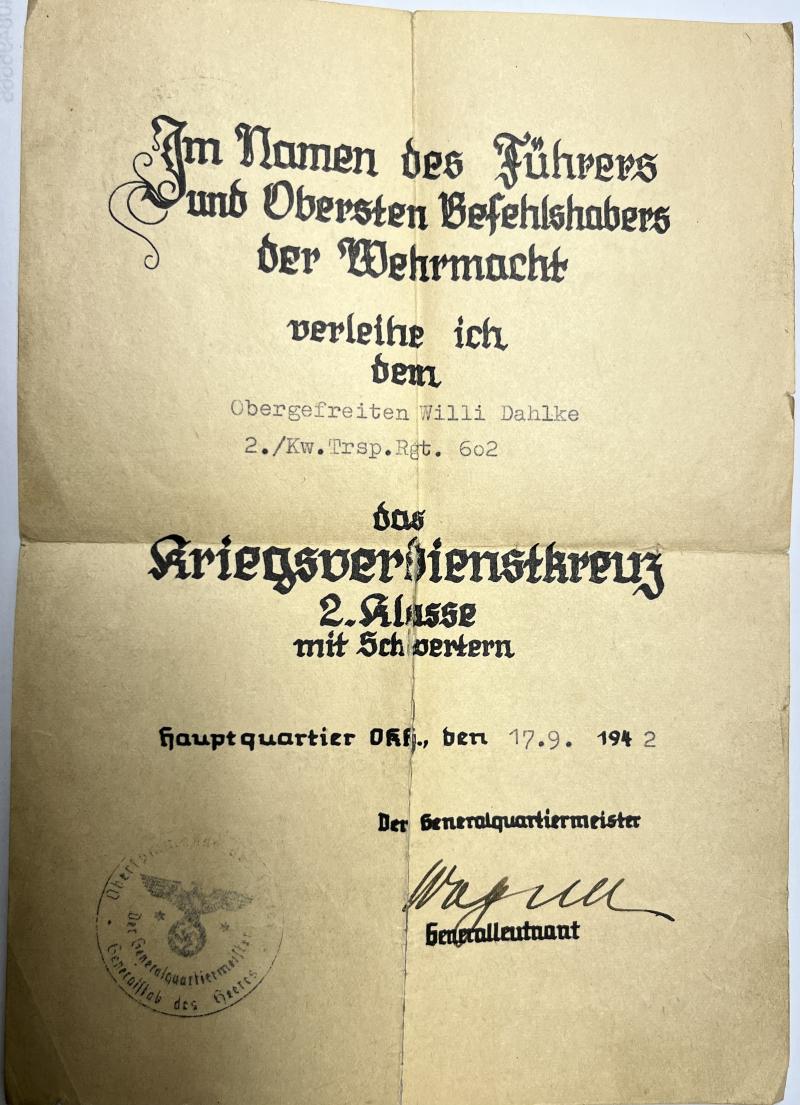 Im Namen des Führers
und Obersten Befehlshabers
der Wehrmacht
verleihe ich
dem
Obergefreiten Willi Dahlke
2./Kw.Trsp.Rgt. 602
das
Kriegsverdienstkreuz
2. Klasse
mit Schwertern
Hauptquartier OKH., den 17.9. 1942
Der Generalquartiermeister
Wagner
Generalleutnant
Der Generalquartiermeister
Generalstab des Heeres